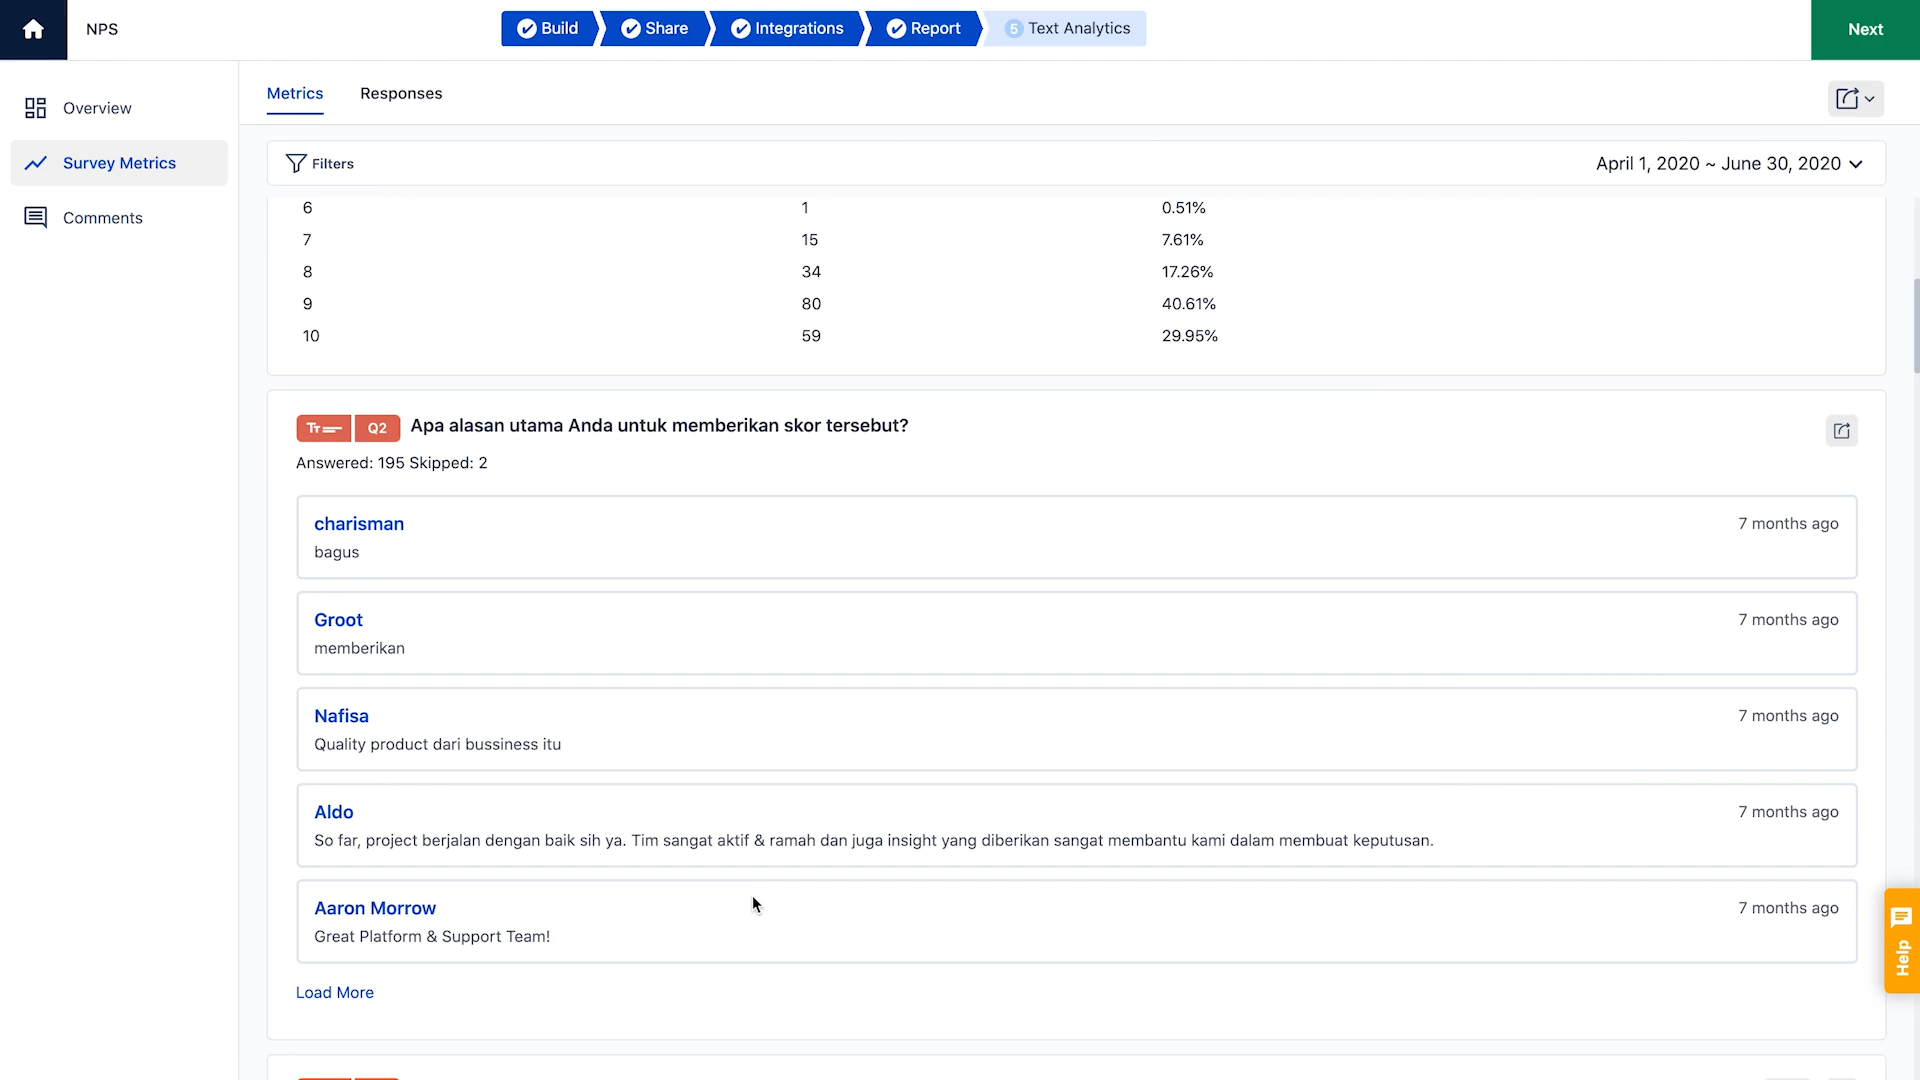 NPS
Build
Share
Integrations
Report
5 Text Analytics
Next
Overview
Survey Metrics
Comments
Metrics
Responses
Filters
April 1, 2020 ~ June 30, 2020
6 1 0.51%
7 15 7.61%
8 34 17.26%
9 80 40.61%
10 59 29.95%
Tт Q2 Apa alasan utama Anda untuk memberikan skor tersebut?
Answered: 195 Skipped: 2
charisman 7 months ago
bagus
Groot 7 months ago
memberikan
Nafisa 7 months ago
Quality product dari bussiness itu
Aldo 7 months ago
So far, project berjalan dengan baik sih ya. Tim sangat aktif & ramah dan juga insight yang diberikan sangat membantu kami dalam membuat keputusan.
Aaron Morrow 7 months ago
Great Platform & Support Team!
Load More
Help